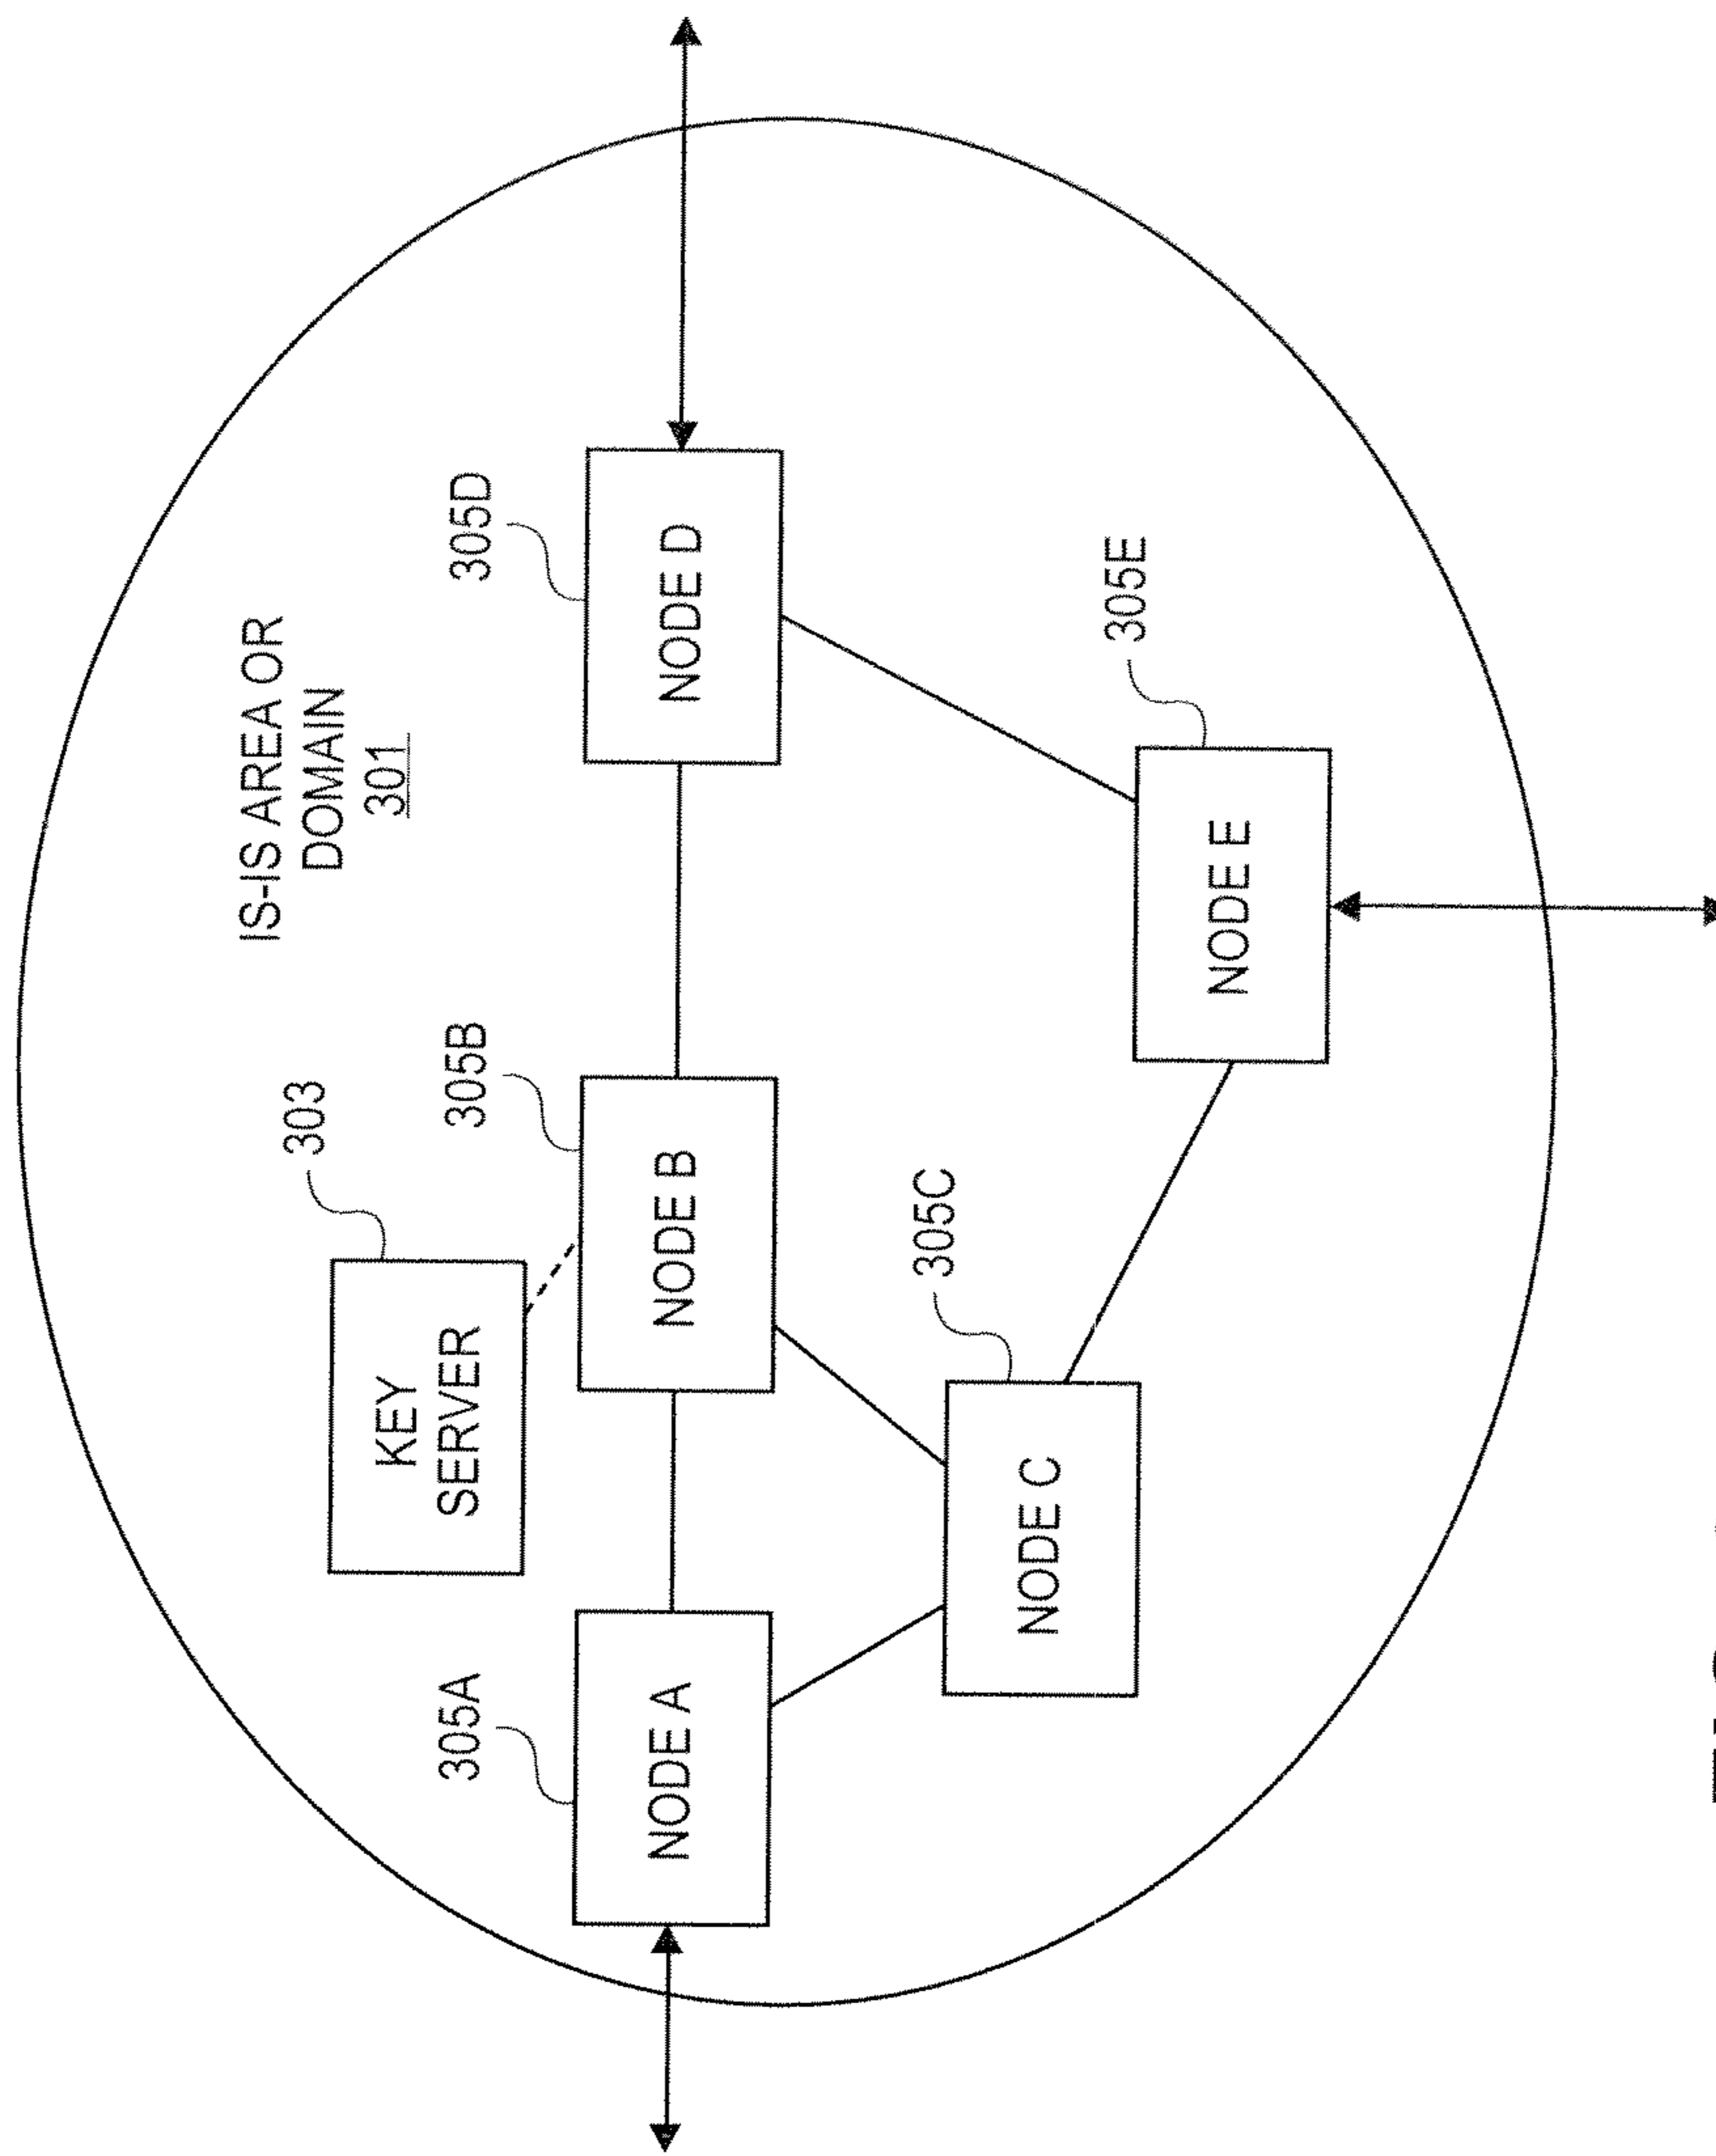 IS-IS AREA OR
DOMAIN
301
303
KEY
SERVER
305A
NODE A
305B
NODE B
305D
NODE D
305C
NODE C
305E
NODE E